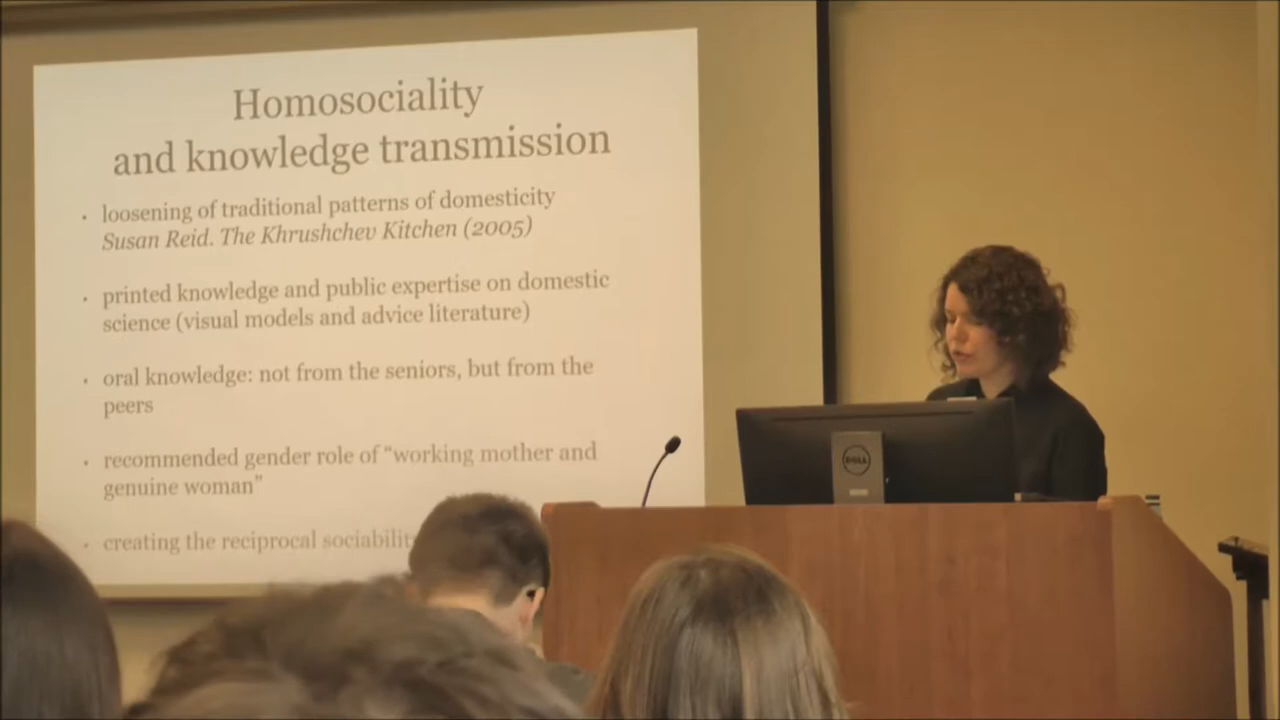 Homosociality
and knowledge transmission
· loosening of traditional patterns of domesticity
Susan Reid. The Khrushchev Kitchen (2005)
· printed knowledge and public expertise on domestic
science (visual models and advice literature)
· oral knowledge: not from the seniors, but from the
peers
· recommended gender role of “working mother and
genuine woman”
· creating the reciprocal
DELL